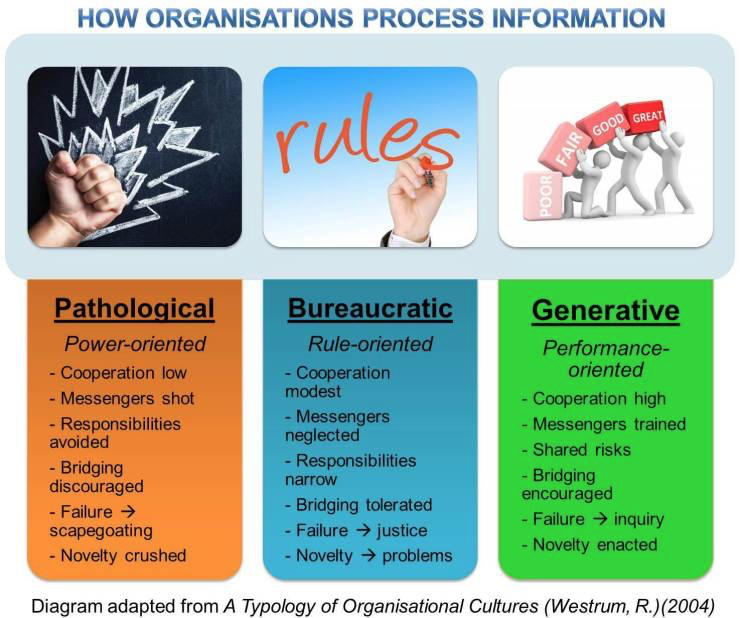 HOW ORGANISATIONS PROCESS INFORMATION
rules
POOR
FAIR
GOOD
GREAT
Pathological
Power-oriented
- Cooperation low
- Messengers shot
- Responsibilities
avoided
- Bridging
discouraged
- Failure →
scapegoating
- Novelty crushed
Bureaucratic
Rule-oriented
- Cooperation
modest
- Messengers
neglected
- Responsibilities
narrow
- Bridging tolerated
- Failure → justice
- Novelty → problems
Generative
Performance-
oriented
- Cooperation high
- Messengers trained
- Shared risks
- Bridging
encouraged
- Failure → inquiry
- Novelty enacted
Diagram adapted from A Typology of Organisational Cultures (Westrum, R.)(2004)